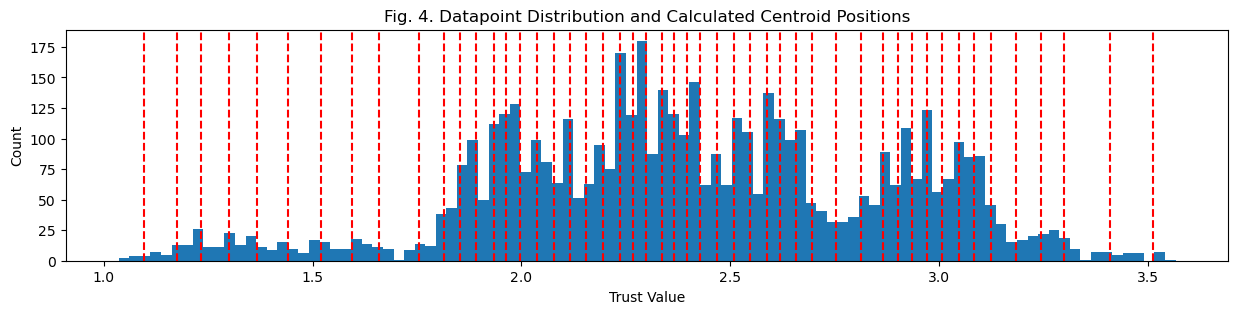 Fig. 4. Datapoint Distribution and Calculated Centroid Positions
175
150
125
100
75
50
25
0
Count
1.0 1.5 2.0 2.5 3.0 3.5
Trust Value